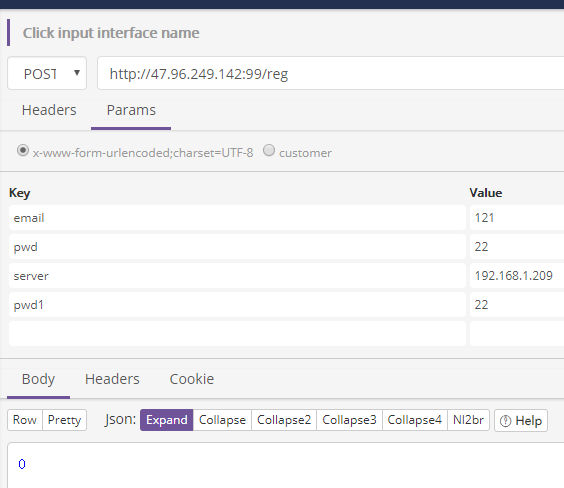 Click input interface name
POST http://47.96.249.142:99/reg
Headers Params
x-www-form-urlencoded;charset=UTF-8 customer
Key Value
email 121
pwd 22
server 192.168.1.209
pwd1 22
Body Headers Cookie
Row Pretty Json: Expand Collapse Collapse2 Collapse3 Collapse4 Nl2br Help
0